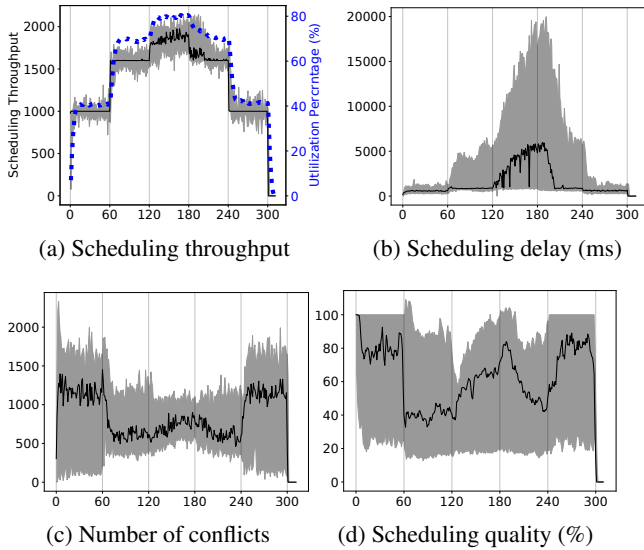 Scheduling Throughput
2000
1500
1000
500
0
80
60
40
20
0
Utlilization Percrntage (%)
0 60 120 180 240 300
(a) Scheduling throughput
20000
15000
10000
5000
0
0 60 120 180 240 300
(b) Scheduling delay (ms)
2000
1500
1000
500
0
0 60 120 180 240 300
(c) Number of conflicts
100
80
60
40
20
0
0 60 120 180 240 300
(d) Scheduling quality (%)